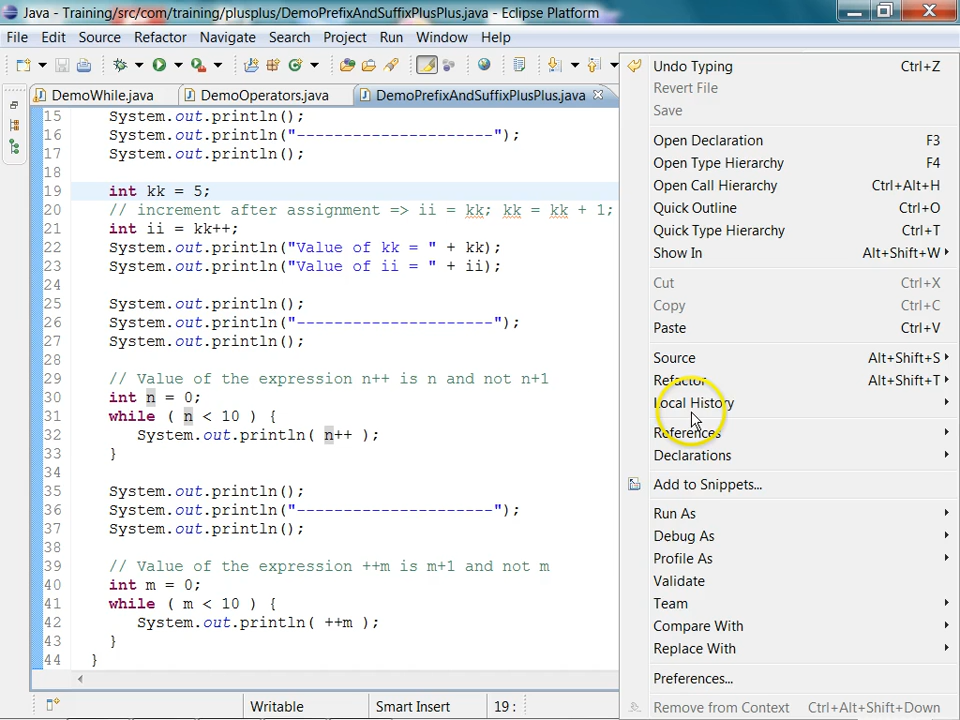 Java - Training/src/com/training/plusplus/DemoPrefixAndSuffixPlusPlus.java - Eclipse Platform
File Edit Source Refactor Navigate Search Project Run Window Help
DemoWhile.java DemoOperators.java DemoPrefixAndSuffixPlusPlus.java
15 System.out.println();
16 System.out.println("---------------------");
17 System.out.println();
18
19 int kk = 5;
20 // increment after assignment => ii = kk; kk = kk + 1;
21 int ii = kk++;
22 System.out.println("Value of kk = " + kk);
23 System.out.println("Value of ii = " + ii);
24
25 System.out.println();
26 System.out.println("---------------------");
27 System.out.println();
28
29 // Value of the expression n++ is n and not n+1
30 int n = 0;
31 while ( n < 10 ) {
32 System.out.println( n++ );
33 }
34
35 System.out.println();
36 System.out.println("---------------------");
37 System.out.println();
38
39 // Value of the expression ++m is m+1 and not m
40 int m = 0;
41 while ( m < 10 ) {
42 System.out.println( ++m );
43 }
44 }
Writable Smart Insert 19 :
Undo Typing Ctrl+Z
Revert File
Save
Open Declaration F3
Open Type Hierarchy F4
Open Call Hierarchy Ctrl+Alt+H
Quick Outline Ctrl+O
Quick Type Hierarchy Ctrl+T
Show In Alt+Shift+W
Cut Ctrl+X
Copy Ctrl+C
Paste Ctrl+V
Source Alt+Shift+S
Refactor Alt+Shift+T
Local History
References
Declarations
Add to Snippets...
Run As
Debug As
Profile As
Validate
Team
Compare With
Replace With
Preferences...
Remove from Context Ctrl+Alt+Shift+Down